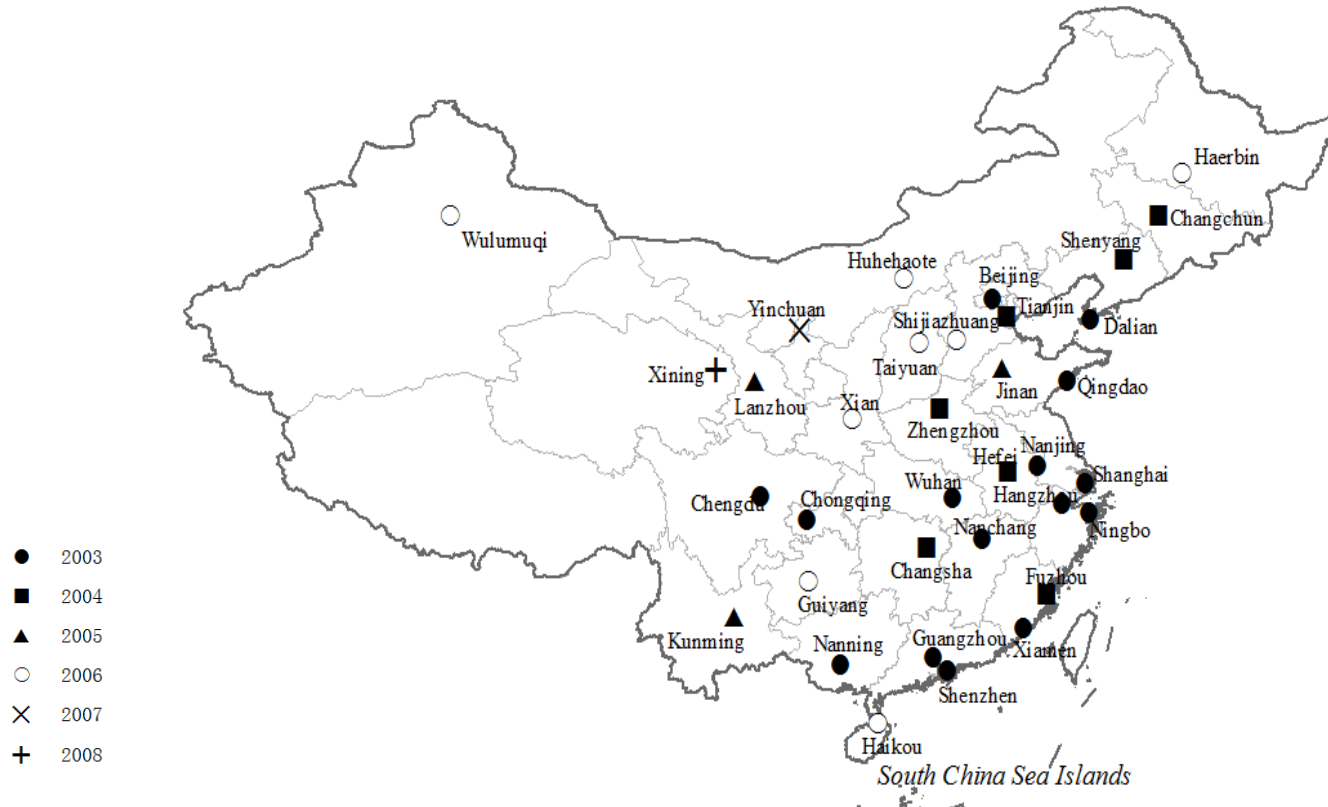 Haerbin
Changchun
Wulumuqi
Shenyang
Huhehaote
Beijing
Yinchuan
Tianjin
Shijiazhuang
Dalian
Taiyuan
Xining
Jinan
Qingdao
Lanzhou
Xian
Zhengzhou
Nanjing
Hefei
Shanghai
Wuhan
Hangzhou
Chengdu
Chongqing
Ningbo
Nanchang
Changsha
Fuzhou
Guiyang
Kunming
Nanning
Guangzhou
Xiamen
Shenzhen
Haikou
South China Sea Islands
2003
2004
2005
2006
2007
2008